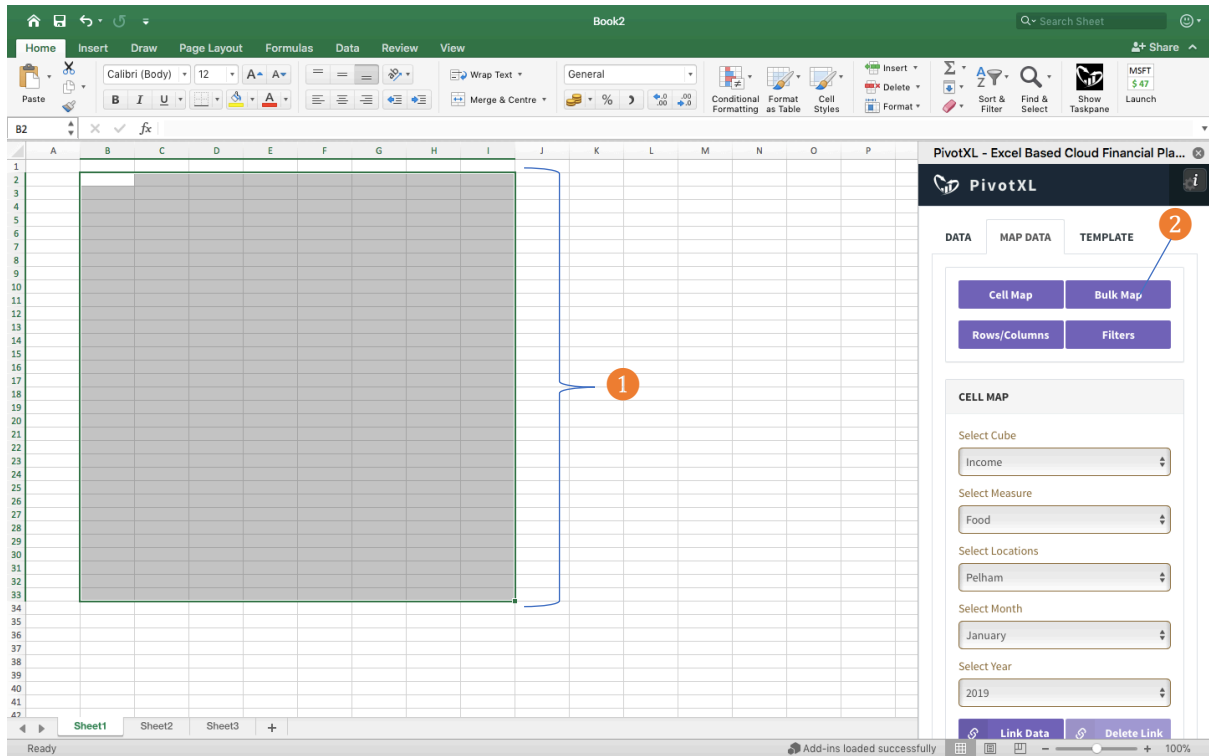 Book2
Search Sheet
Home Insert Draw Page Layout Formulas Data Review View Share
Paste
Calibri (Body) 12 A A
B I U A
Wrap Text
Merge & Centre
General
%
Conditional Formatting
Format as Table
Cell Styles
Insert
Delete
Format
Sort & Filter
Find & Select
Show Taskpane
MSFT
$ 47
Launch
B2 fx
A B C D E F G H I J K L M N O P
1
2
3
4
5
6
7
8
9
10
11
12
13
14
15
16
17
18
19
20
21
22
23
24
25
26
27
28
29
30
31
32
33
34
35
36
37
38
39
40
41
42
1
PivotXL - Excel Based Cloud Financial Pla...
PivotXL
i
2
DATA MAP DATA TEMPLATE
Cell Map Bulk Map
Rows/Columns Filters
CELL MAP
Select Cube
Income
Select Measure
Food
Select Locations
Pelham
Select Month
January
Select Year
2019
Link Data Delete Link
Sheet1 Sheet2 Sheet3 +
Ready Add-ins loaded successfully 100%